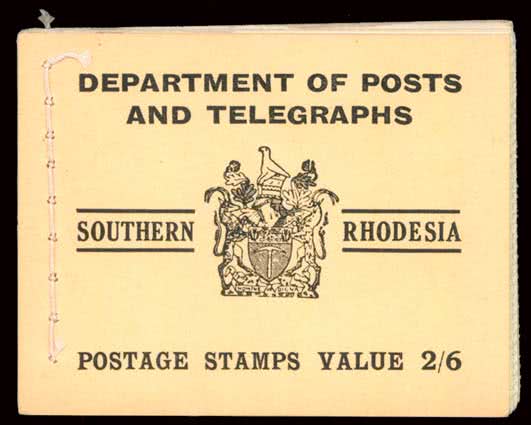 DEPARTMENT OF POSTS
AND TELEGRAPHS
SOUTHERN RHODESIA
POSTAGE STAMPS VALUE 2/6